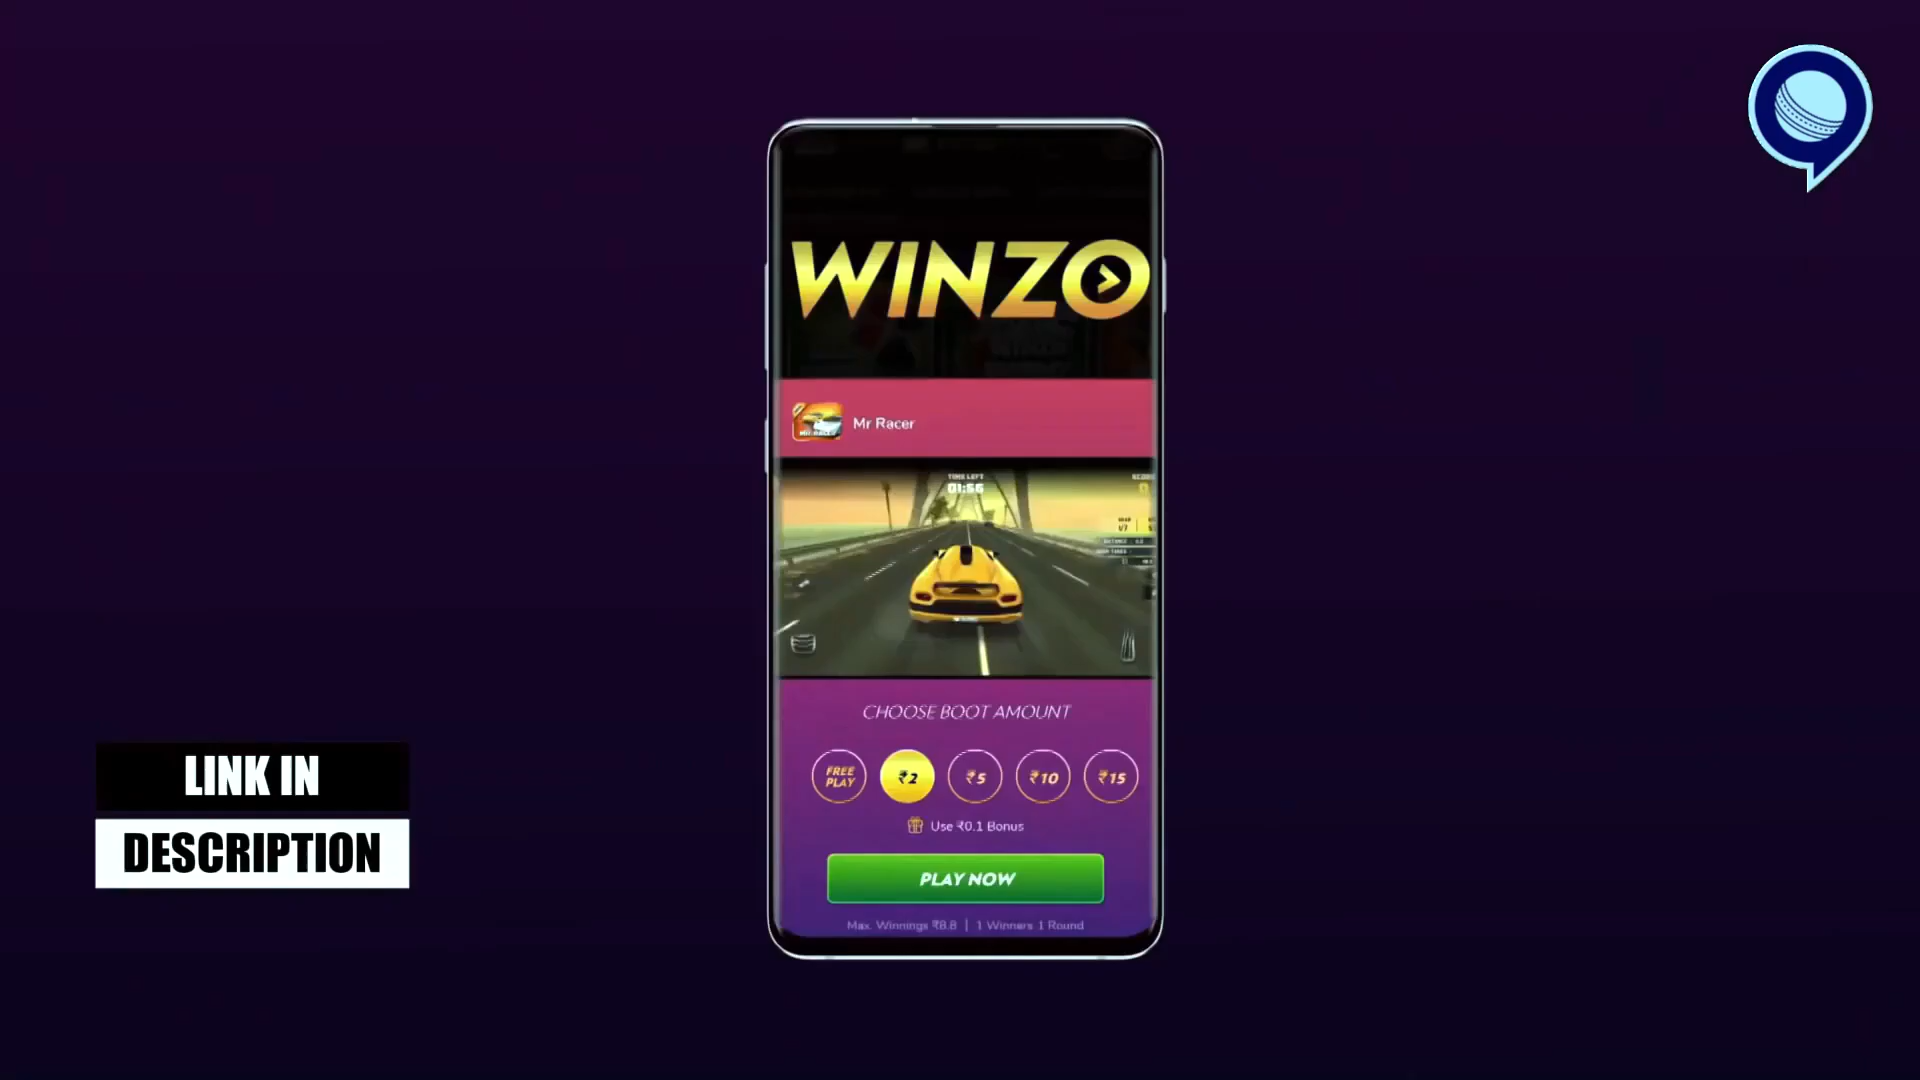 WINZO
Mr Racer
TIME LEFT
01:56
SCORE
CHOOSE BOOT AMOUNT
FREE PLAY
₹2
₹5
₹10
₹15
Use ₹0.1 Bonus
PLAY NOW
Max. Winnings ₹8.8 | 1 Winners 1 Round
LINK IN
DESCRIPTION